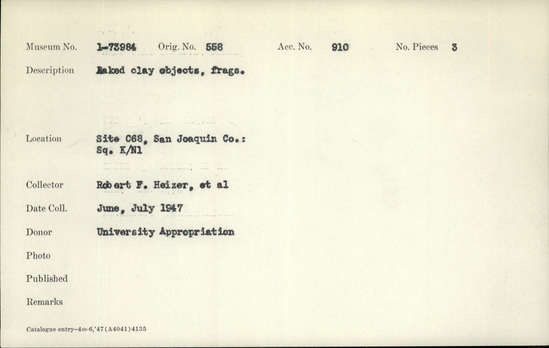 Museum No. 1-73984 Orig. No. 558 Acc. No. 910 No. Pieces 3
Description Baked clay objects, frags.
Location Site C68, San Joaquin Co.:
Sq. K/N1
Collector Robert F. Heizer, et al
Date Coll. June, July 1947
Donor University Appropriation
Photo
Published
Remarks
Catalogue entry—4m-6,'47(A4041)4135